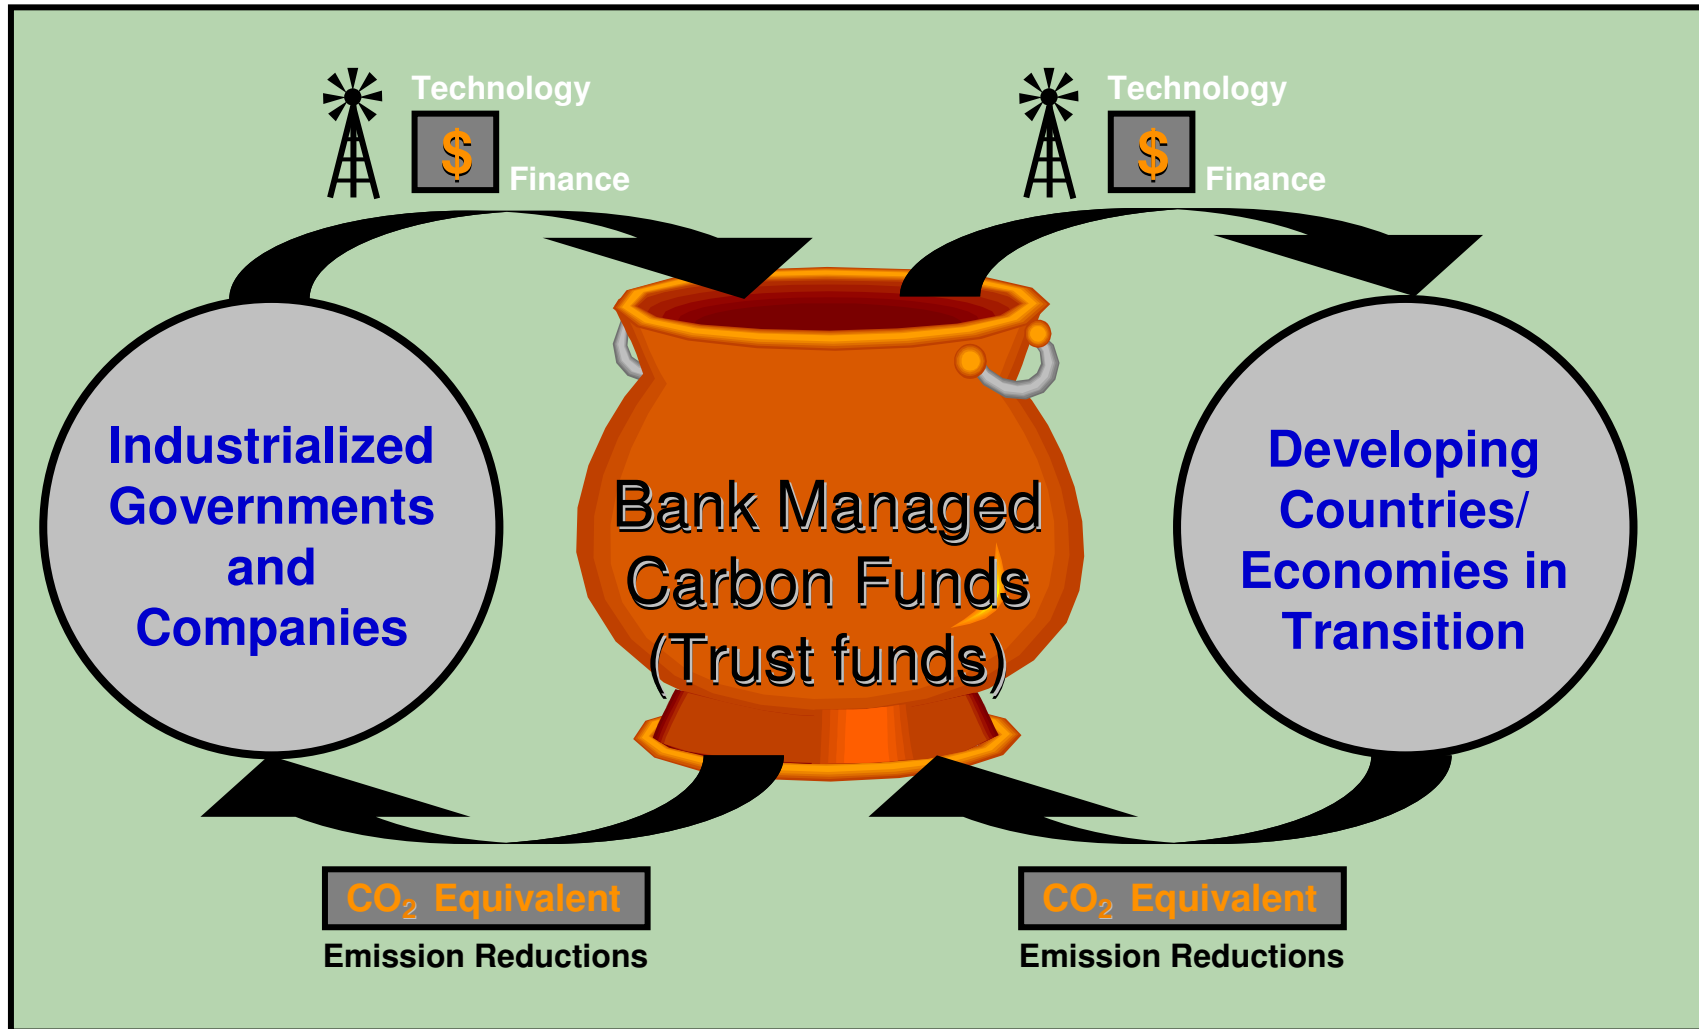 Technology
$
Finance
Technology
$
Finance
Industrialized
Governments
and
Companies
Bank Managed
Carbon Funds
(Trust funds)
Developing
Countries/
Economies in
Transition
CO₂ Equivalent
Emission Reductions
CO₂ Equivalent
Emission Reductions